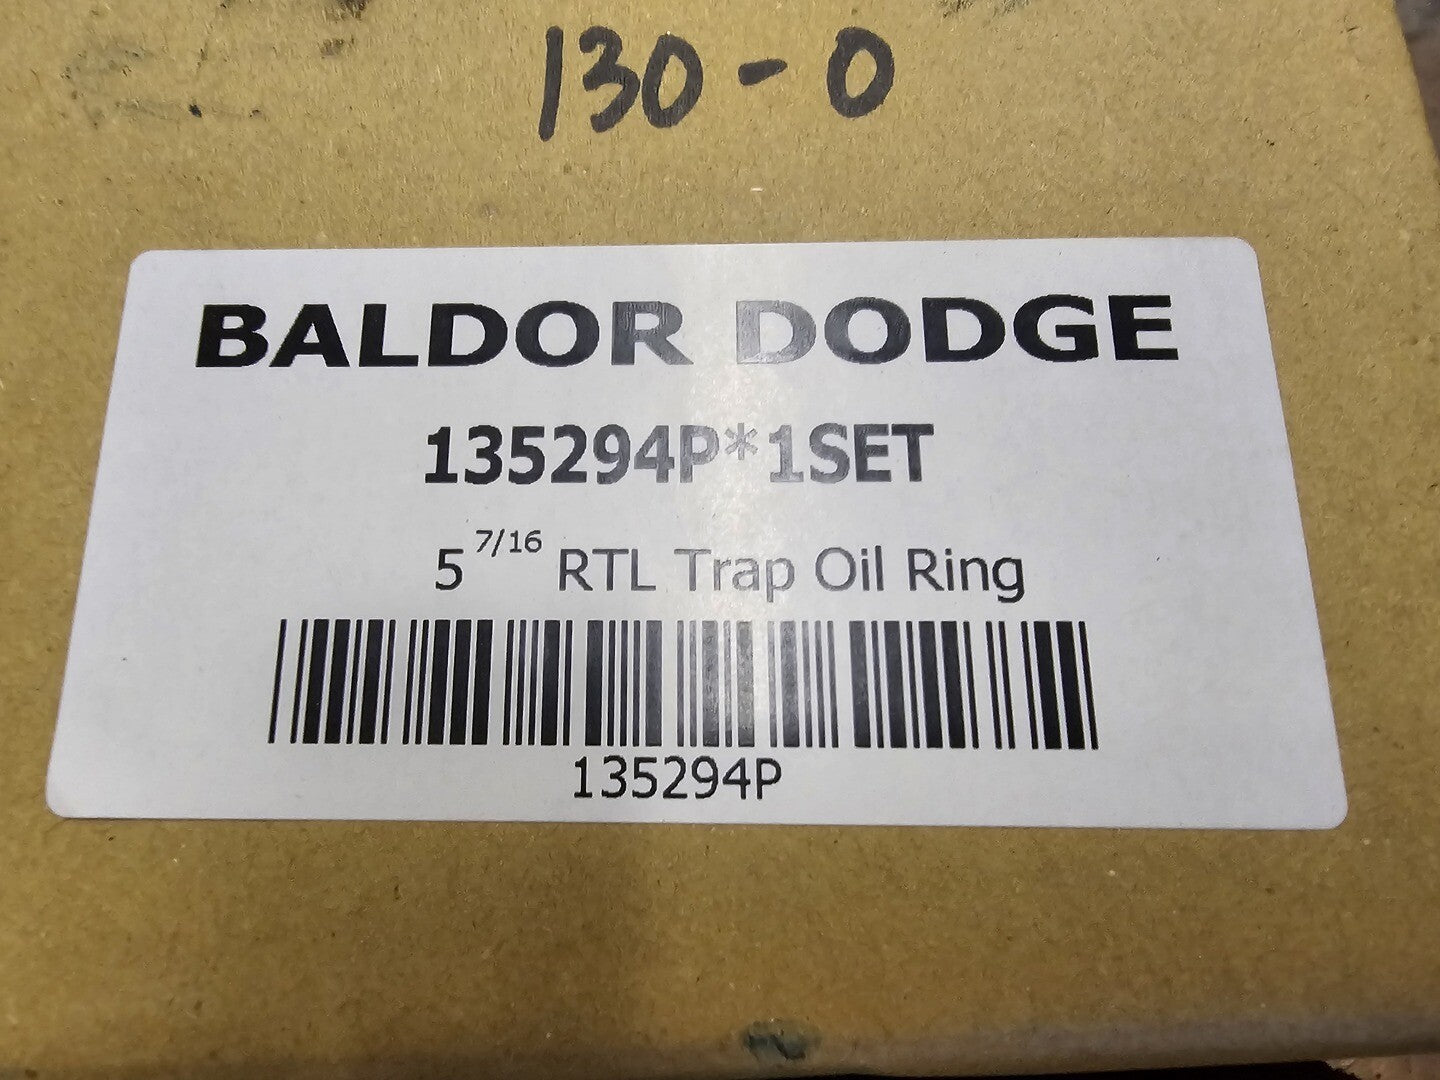 130-0
BALDOR DODGE
135294P*1SET
5 7/16 RTL Trap Oil Ring
135294P